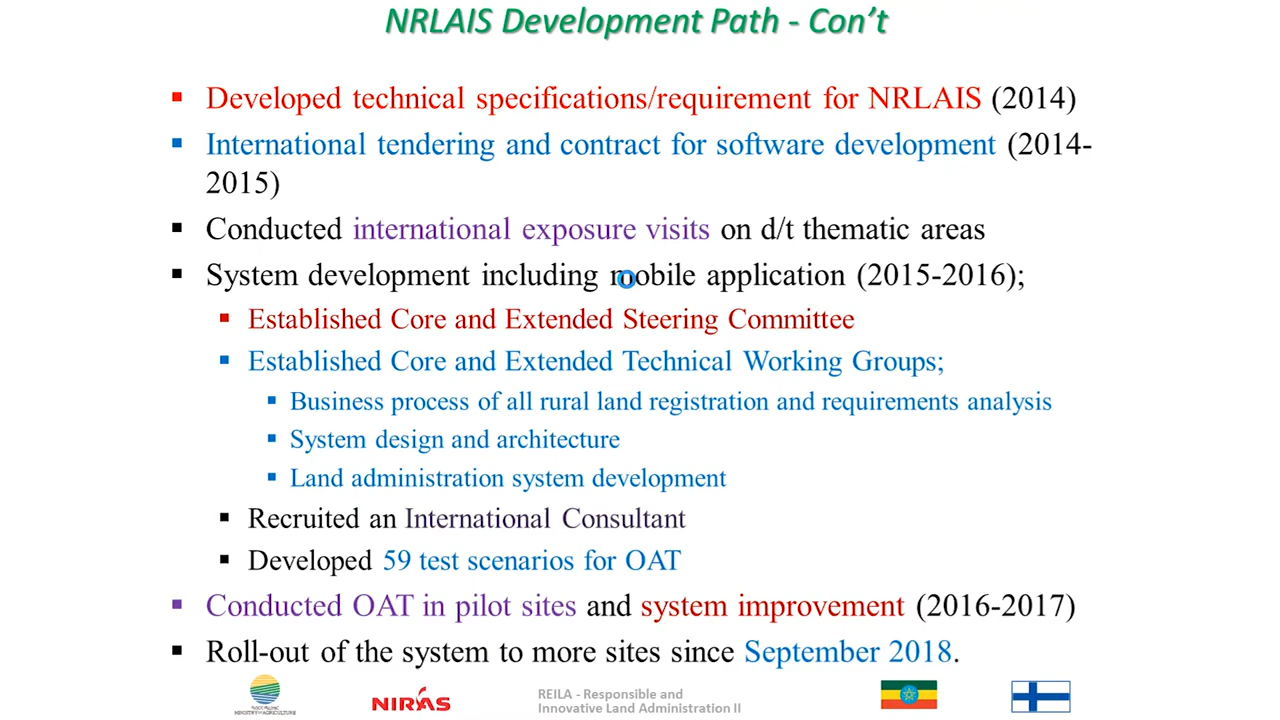 NRLAIS Development Path - Con’t
▪ Developed technical specifications/requirement for NRLAIS (2014)
▪ International tendering and contract for software development (2014-
2015)
▪ Conducted international exposure visits on d/t thematic areas
▪ System development including mobile application (2015-2016);
▪ Established Core and Extended Steering Committee
▪ Established Core and Extended Technical Working Groups;
▪ Business process of all rural land registration and requirements analysis
▪ System design and architecture
▪ Land administration system development
▪ Recruited an International Consultant
▪ Developed 59 test scenarios for OAT
▪ Conducted OAT in pilot sites and system improvement (2016-2017)
▪ Roll-out of the system to more sites since September 2018.
MINISTRY OF AGRICULTURE
NIRAS
REILA - Responsible and
Innovative Land Administration II